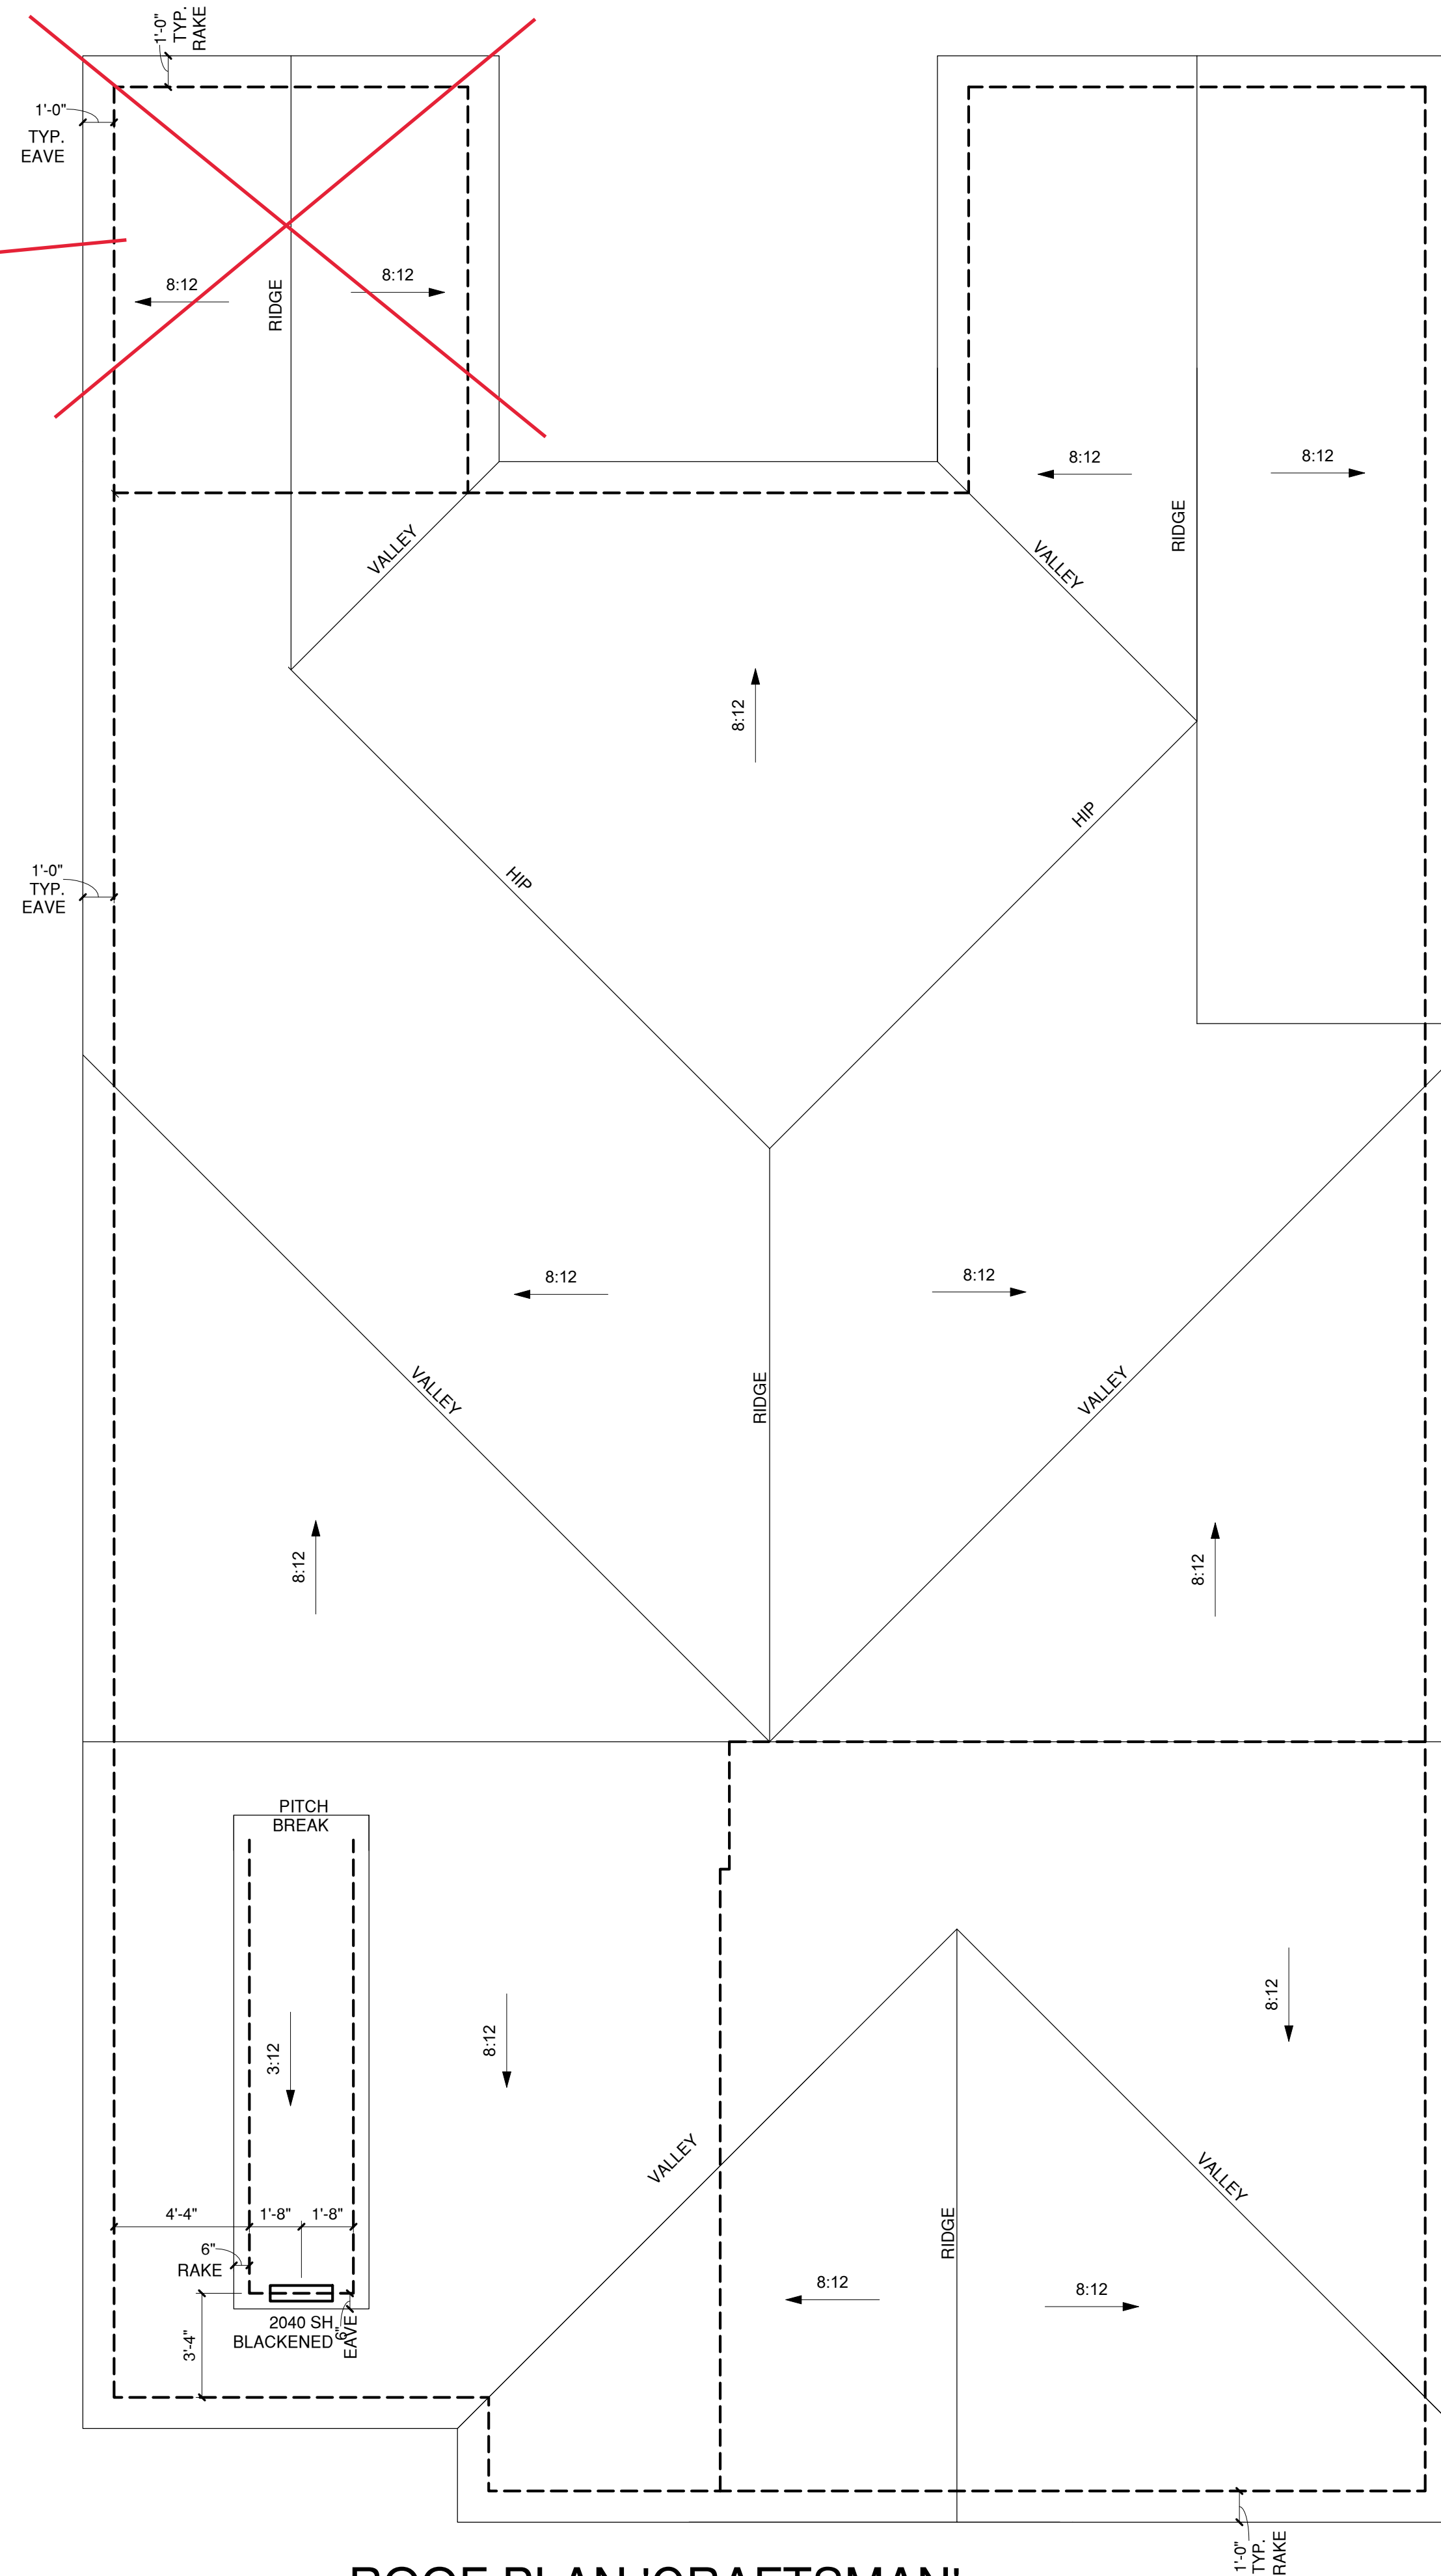 1'-0"
TYP.
RAKE
1'-0"
TYP.
EAVE
8:12
8:12
RIDGE
8:12
8:12
RIDGE
VALLEY
VALLEY
8:12
HIP
HIP
1'-0"
TYP.
EAVE
8:12
8:12
VALLEY
RIDGE
VALLEY
8:12
8:12
PITCH
BREAK
3:12
8:12
8:12
VALLEY
VALLEY
RIDGE
4'-4"
1'-8"
1'-8"
6"
RAKE
8:12
8:12
2040 SH
BLACKENED
6"
EAVE
3'-4"
1'-0"
TYP.
RAKE
ROOF PLAN 'CRAFTSMAN'